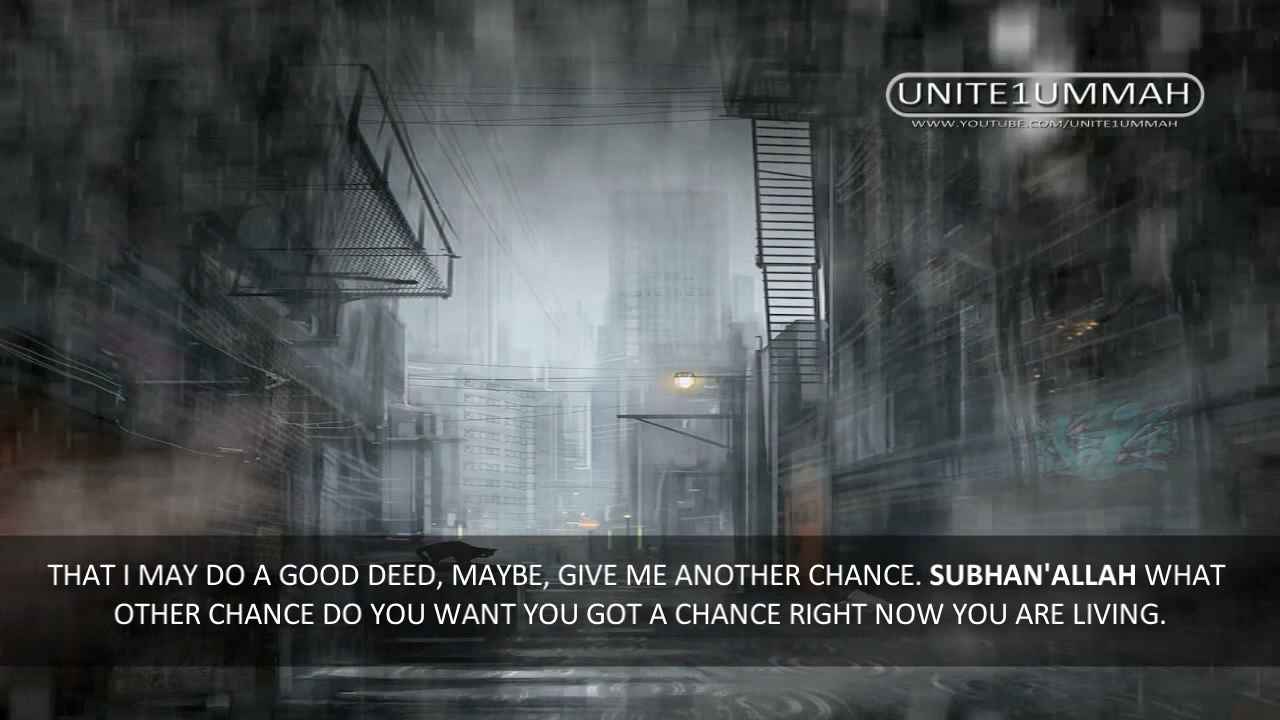 UNITE1UMMAH
WWW.YOUTUBE.COM/UNITE1UMMAH
THAT I MAY DO A GOOD DEED, MAYBE, GIVE ME ANOTHER CHANCE. SUBHAN'ALLAH WHAT
OTHER CHANCE DO YOU WANT YOU GOT A CHANCE RIGHT NOW YOU ARE LIVING.